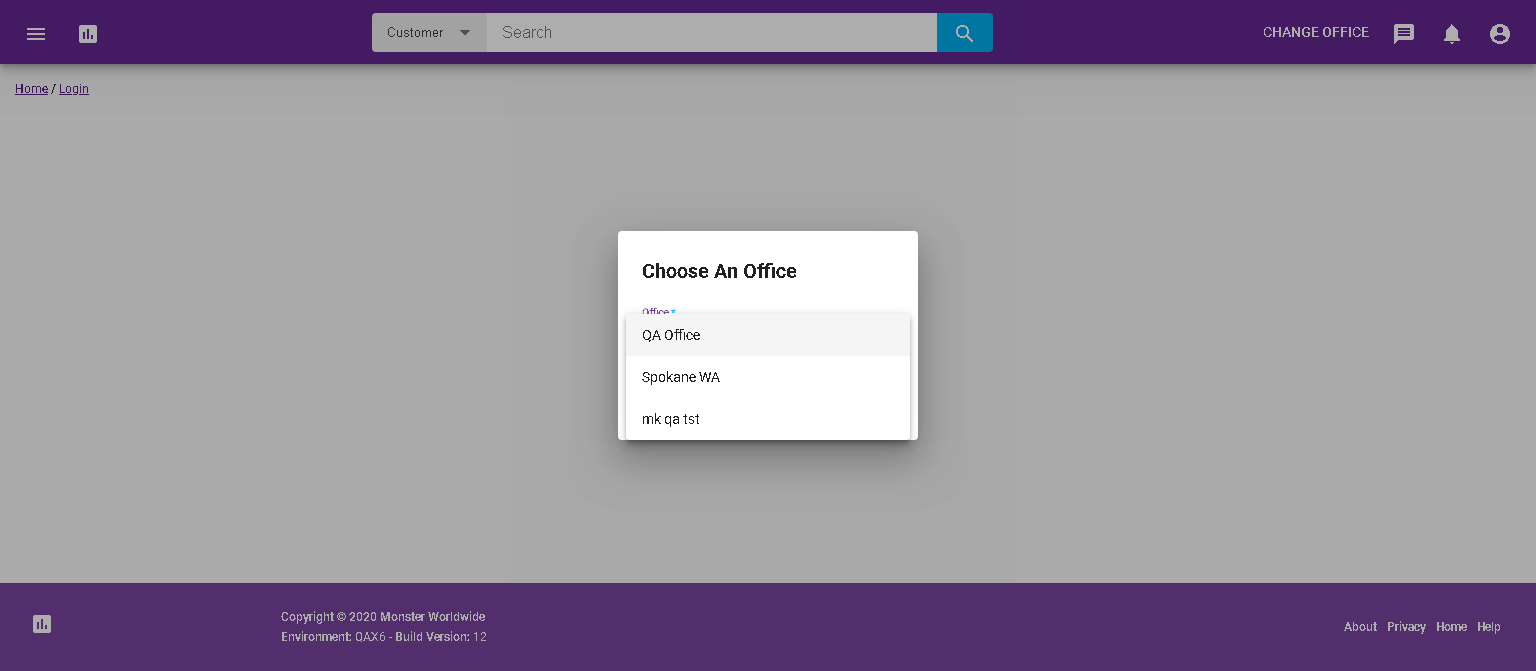 Customer Search CHANGE OFFICE
Home / Login
Choose An Office
Office *
QA Office
Spokane WA
mk qa tst
Copyright © 2020 Monster Worldwide
Environment: QAX6 - Build Version: 12
About Privacy Home Help